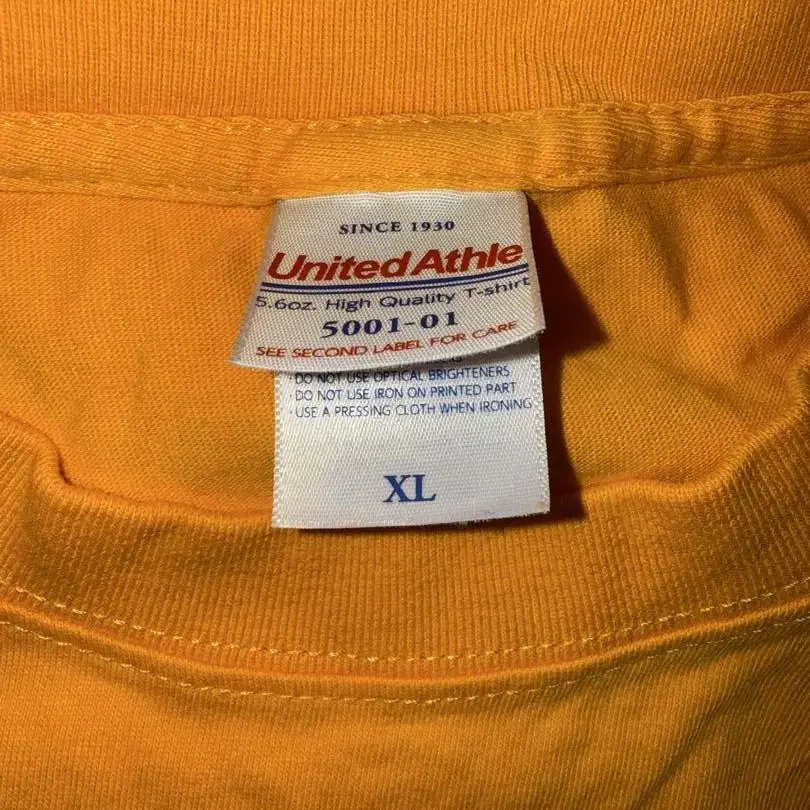 SINCE 1930
United Athle
5.6oz. High Quality T-shirt
5001-01
SEE SECOND LABEL FOR CARE
DO NOT USE OPTICAL BRIGHTENERS
· DO NOT USE IRON ON PRINTED PART
· USE A PRESSING CLOTH WHEN IRONING
XL